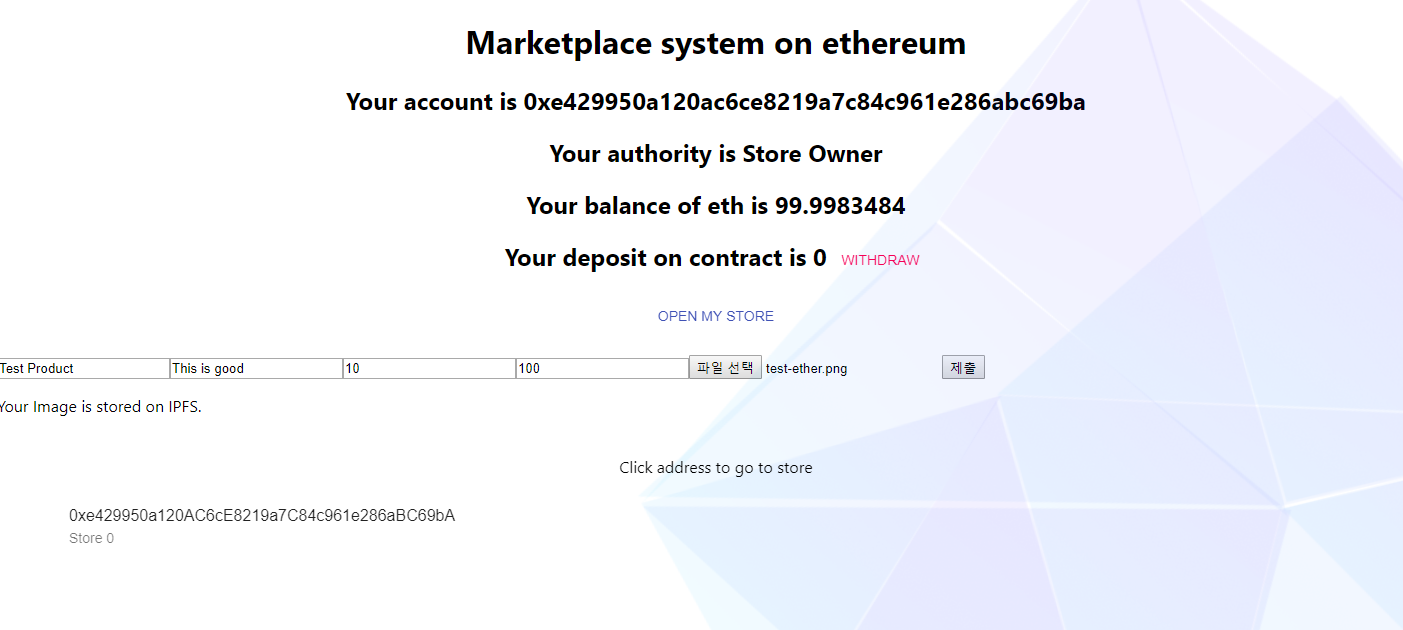 Marketplace system on ethereum
Your account is 0xe429950a120ac6ce8219a7c84c961e286abc69ba
Your authority is Store Owner
Your balance of eth is 99.9983484
Your deposit on contract is 0 WITHDRAW
OPEN MY STORE
Test Product This is good 10 100 파일 선택 test-ether.png 제출
Your Image is stored on IPFS.
Click address to go to store
0xe429950a120AC6cE8219a7C84c961e286aBC69bA
Store 0